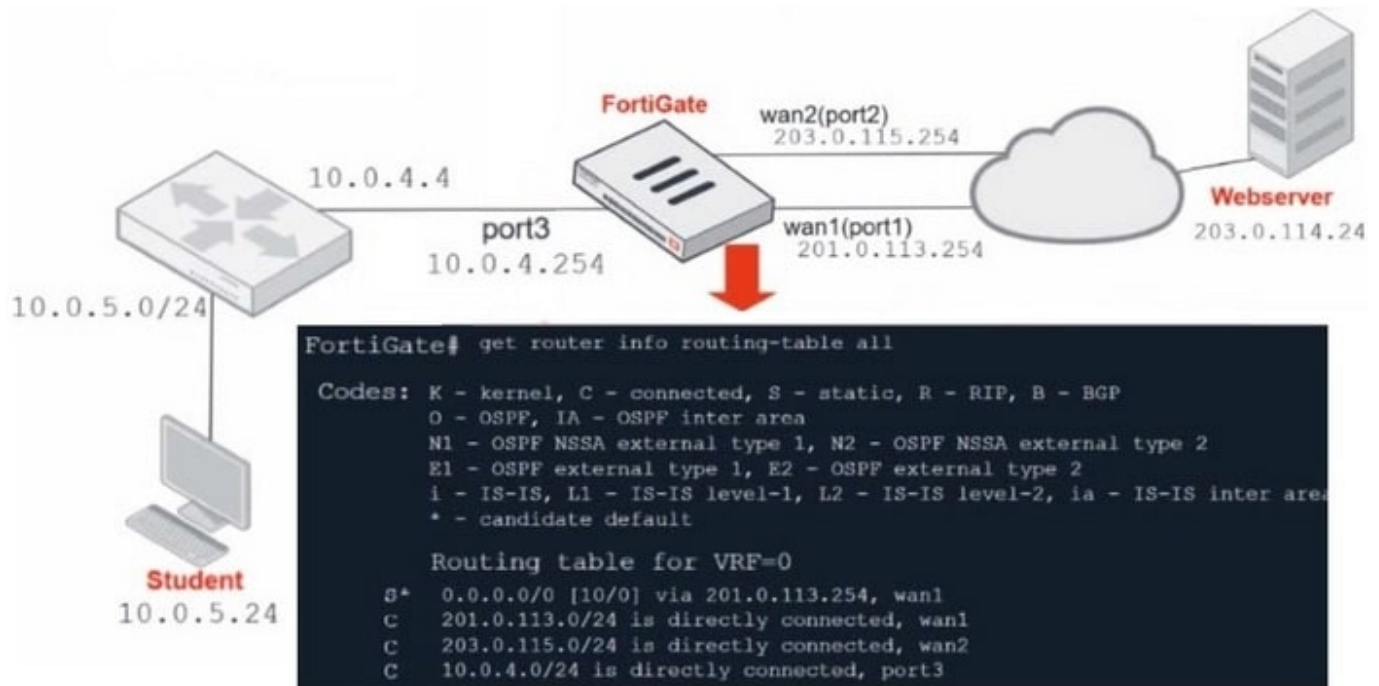 FortiGate
wan2(port2)
203.0.115.254
10.0.4.4
port3
10.0.4.254
wan1(port1)
201.0.113.254
Webserver
203.0.114.24
10.0.5.0/24
Student
10.0.5.24
FortiGate# get router info routing-table all
Codes: K - kernel, C - connected, S - static, R - RIP, B - BGP
O - OSPF, IA - OSPF inter area
N1 - OSPF NSSA external type 1, N2 - OSPF NSSA external type 2
E1 - OSPF external type 1, E2 - OSPF external type 2
i - IS-IS, L1 - IS-IS level-1, L2 - IS-IS level-2, ia - IS-IS inter area
* - candidate default
Routing table for VRF=0
S* 0.0.0.0/0 [10/0] via 201.0.113.254, wan1
C 201.0.113.0/24 is directly connected, wan1
C 203.0.115.0/24 is directly connected, wan2
C 10.0.4.0/24 is directly connected, port3